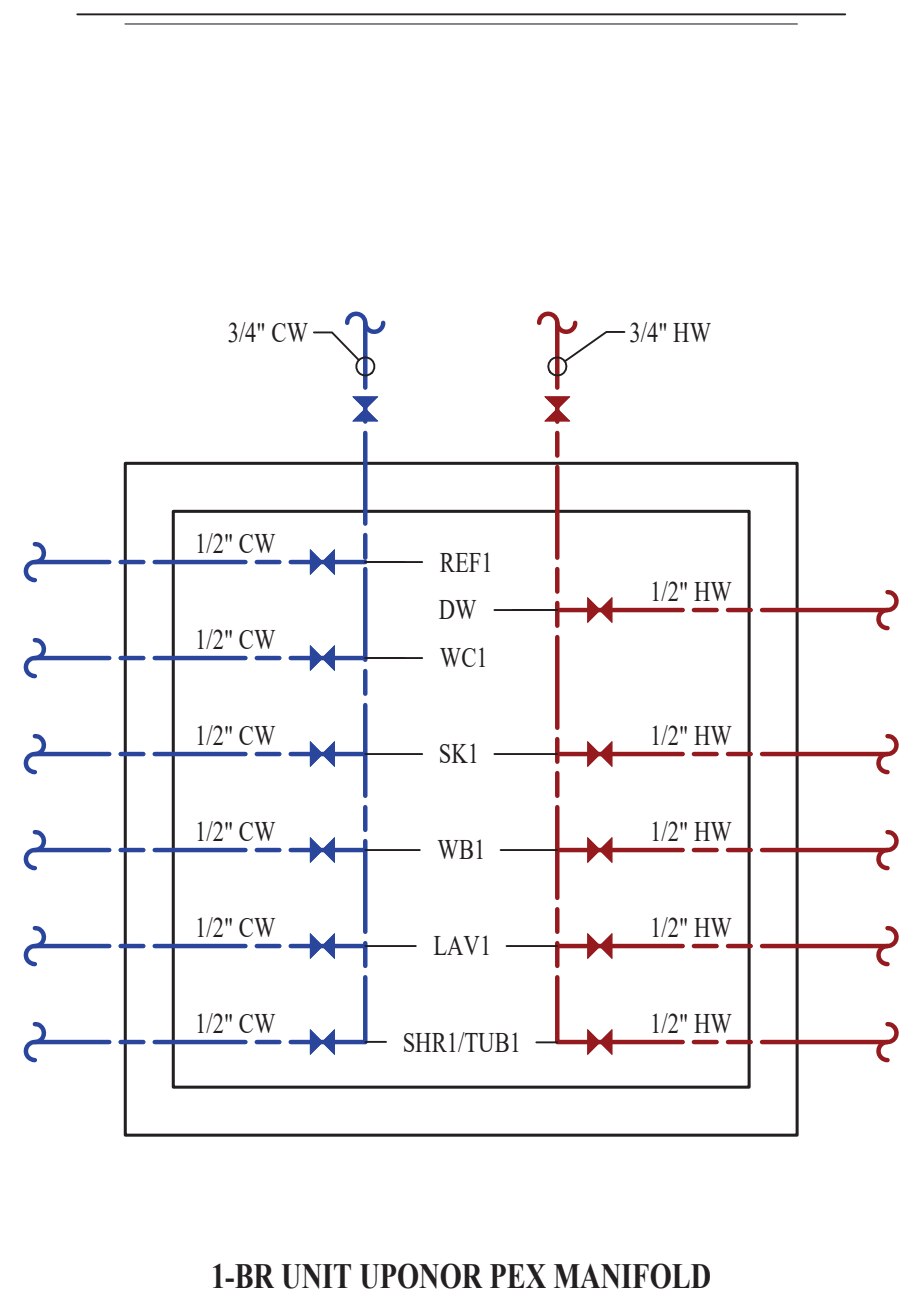 3/4" CW
3/4" HW
1/2" CW
REF1
DW
1/2" HW
1/2" CW
WC1
1/2" CW
SK1
1/2" HW
1/2" CW
WB1
1/2" HW
1/2" CW
LAV1
1/2" HW
1/2" CW
SHR1/TUB1
1/2" HW
1-BR UNIT UPONOR PEX MANIFOLD